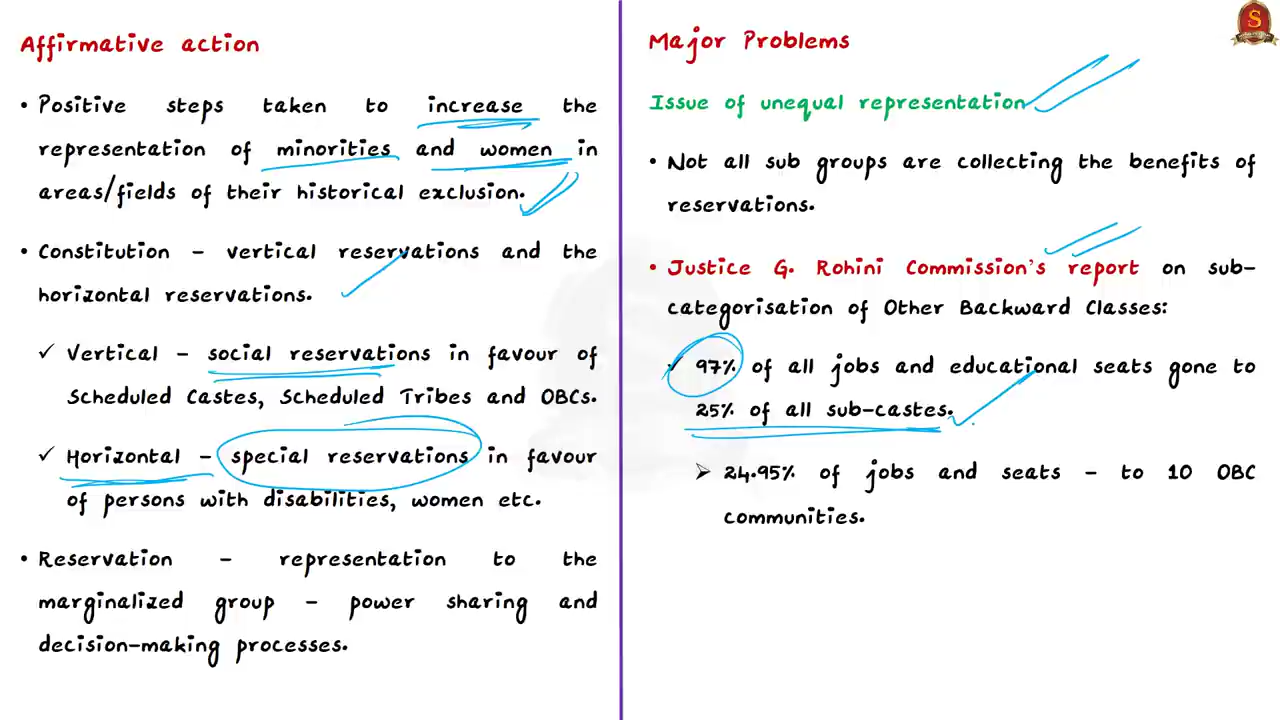 Affirmative action
• Positive steps taken to increase the
representation of minorities and women in
areas/fields of their historical exclusion.
• Constitution – vertical reservations and the
horizontal reservations.
✓ Vertical – social reservations in favour of
Scheduled Castes, Scheduled Tribes and OBCs.
✓ Horizontal – special reservations in favour
of persons with disabilities, women etc.
• Reservation – representation to the
marginalized group – power sharing and
decision-making processes.
Major Problems
Issue of unequal representation
• Not all sub groups are collecting the benefits of
reservations.
• Justice G. Rohini Commission's report on sub-
categorisation of Other Backward Classes:
✓ 97% of all jobs and educational seats gone to
25% of all sub-castes.
➢ 24.95% of jobs and seats – to 10 OBC
communities.
S